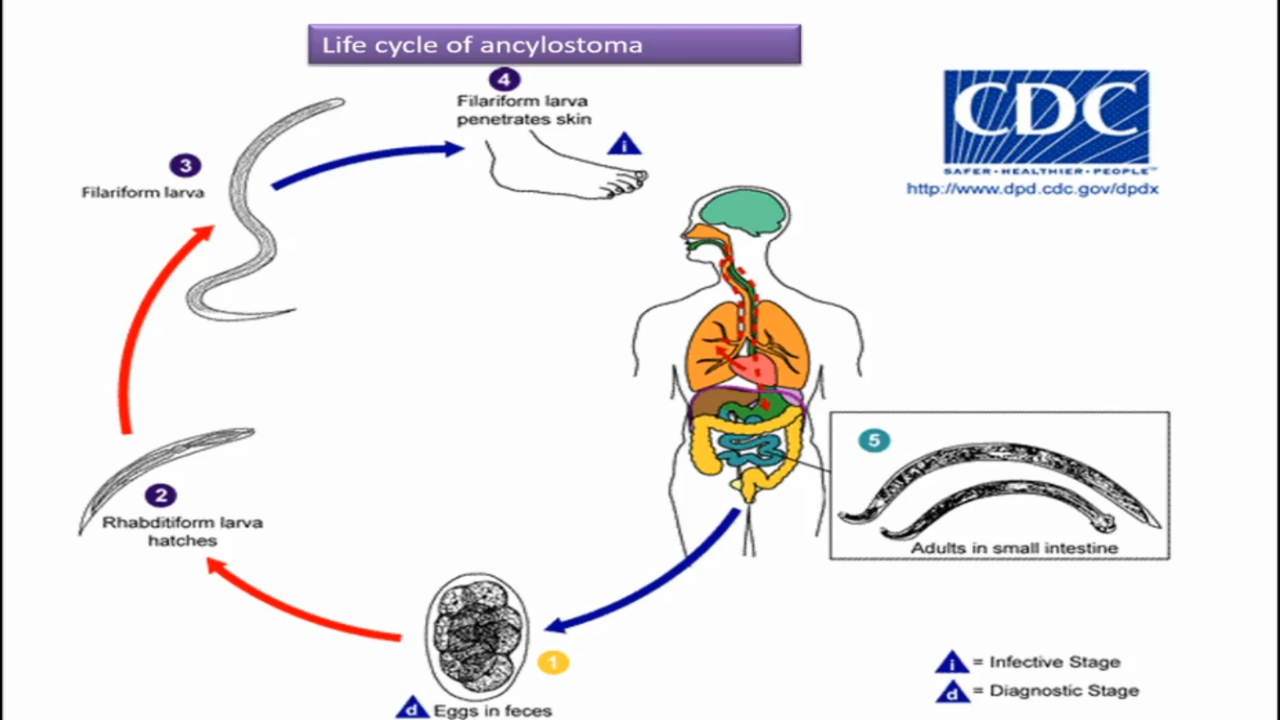 Life cycle of ancylostoma
4
Filariform larva
penetrates skin
i
CDC
SAFER • HEALTHIER • PEOPLE™
http://www.dpd.cdc.gov/dpdx
3
Filariform larva
2
Rhabditiform larva
hatches
5
Adults in small intestine
1
d Eggs in feces
i = Infective Stage
d = Diagnostic Stage